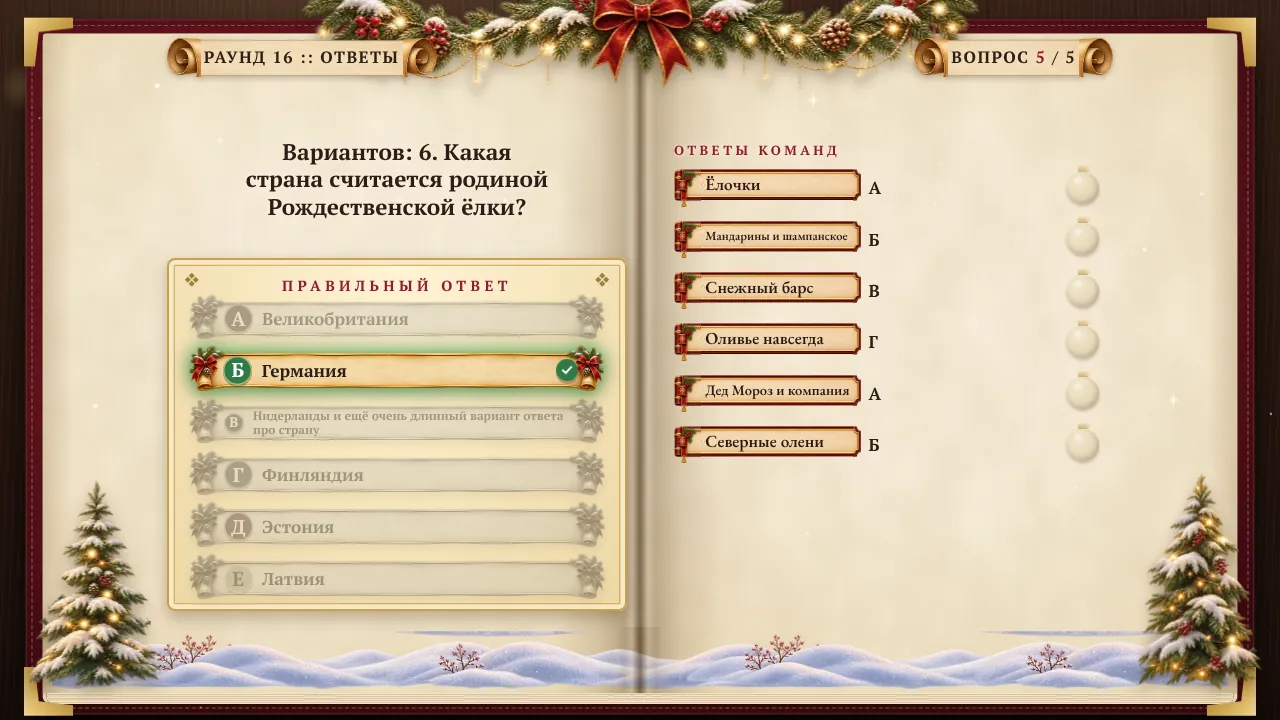 РАУНД 16 :: ОТВЕТЫ
ВОПРОС 5 / 5
Вариантов: 6. Какая
страна считается родиной
Рождественской ёлки?
ПРАВИЛЬНЫЙ ОТВЕТ
А Великобритания
Б Германия
В Нидерланды и ещё очень длинный вариант ответа
про страну
Г Финляндия
Д Эстония
Е Латвия
ОТВЕТЫ КОМАНД
Ёлочки А
Мандарины и шампанское Б
Снежный барс В
Оливье навсегда Г
Дед Мороз и компания А
Северные олени Б